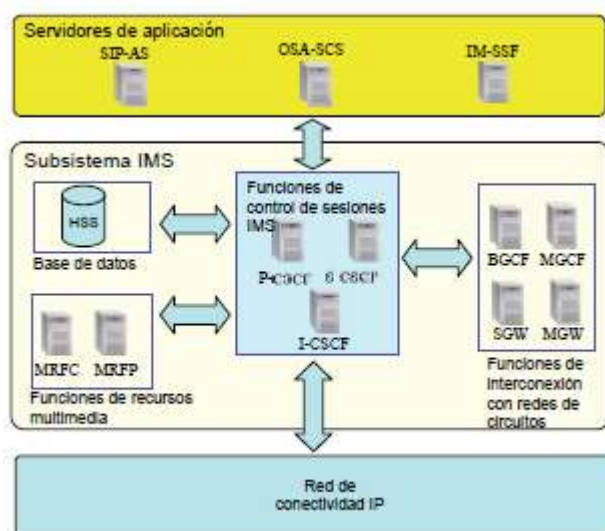 Servidores de aplicación
SIP-AS OSA-SCS IM-SSF
Subsistema IMS
HSS
Base de datos
MRFC MRFP
Funciones de recursos
multimedia
Funciones de
control de sesiones
IMS
P-CSCF S-CSCF
I-CSCF
BGCF MGCF
SGW MGW
Funciones de
interconexión
con redes de
circuitos
Red de
conectividad IP